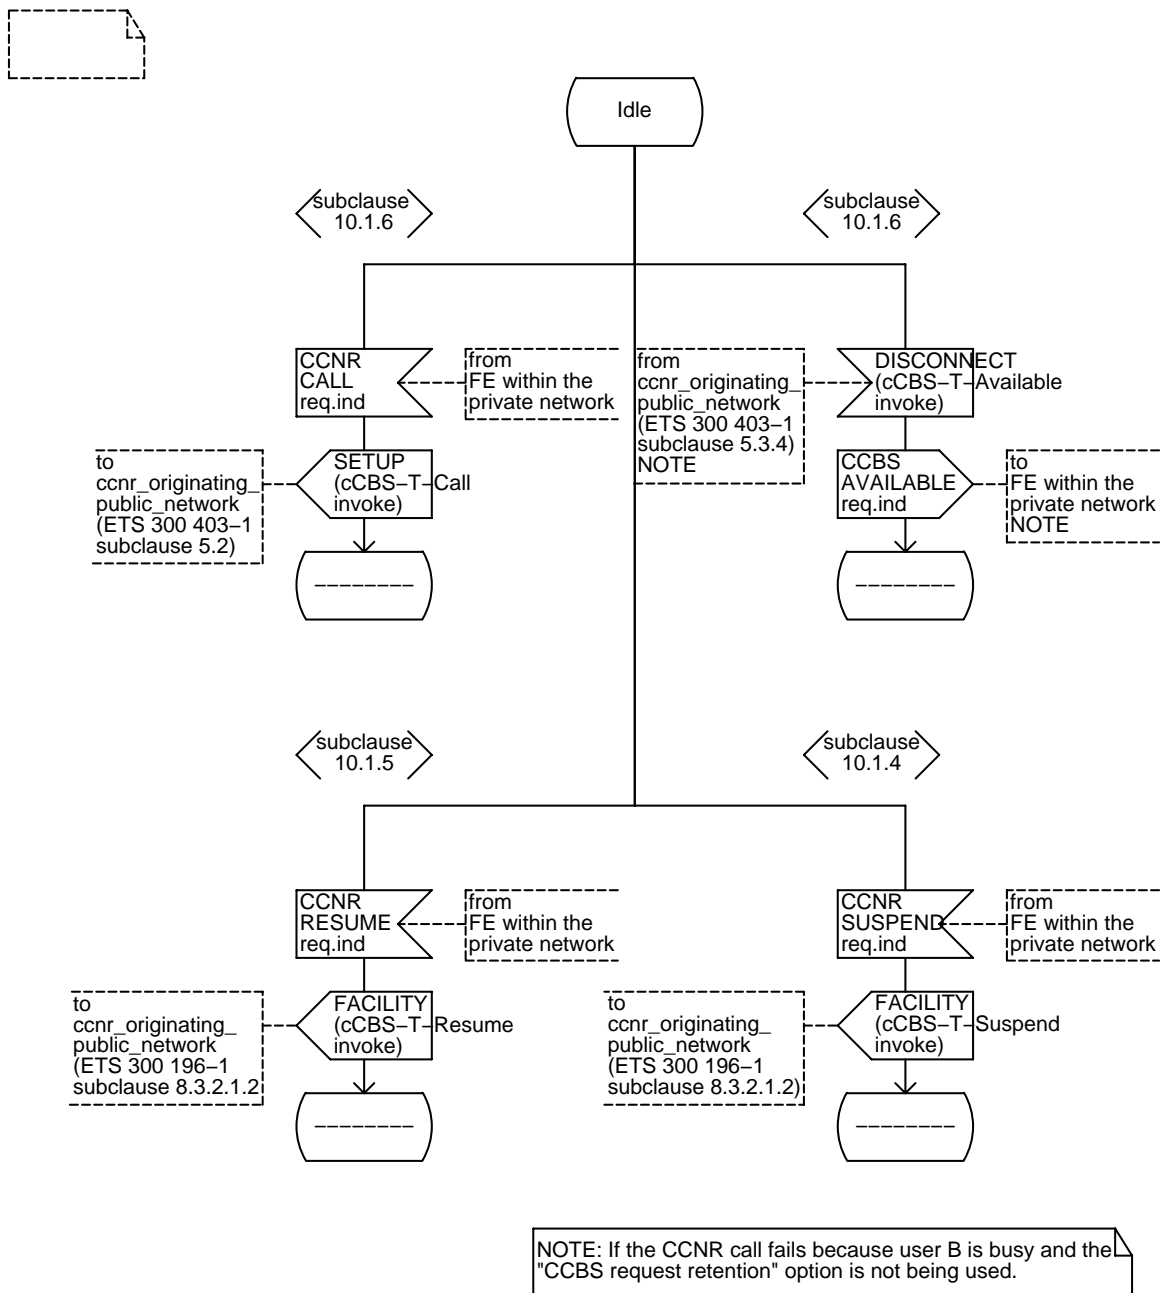 Idle
subclause
10.1.6
subclause
10.1.6
CCNR
CALL
req.ind
from
FE within the
private network
from
ccnr_originating_
public_network
(ETS 300 403−1
subclause 5.3.4)
NOTE
DISCONNECT
(cCBS−T−Available
invoke)
to
ccnr_originating_
public_network
(ETS 300 403−1
subclause 5.2)
SETUP
(cCBS−T−Call
invoke)
CCBS
AVAILABLE
req.ind
to
FE within the
private network
NOTE
−−−−−−−−
−−−−−−−−
subclause
10.1.5
subclause
10.1.4
CCNR
RESUME
req.ind
from
FE within the
private network
CCNR
SUSPEND
req.ind
from
FE within the
private network
to
ccnr_originating_
public_network
(ETS 300 196−1
subclause 8.3.2.1.2
FACILITY
(cCBS−T−Resume
invoke)
to
ccnr_originating_
public_network
(ETS 300 196−1
subclause 8.3.2.1.2)
FACILITY
(cCBS−T−Suspend
invoke)
−−−−−−−−
−−−−−−−−
NOTE: If the CCNR call fails because user B is busy and the
"CCBS request retention" option is not being used.